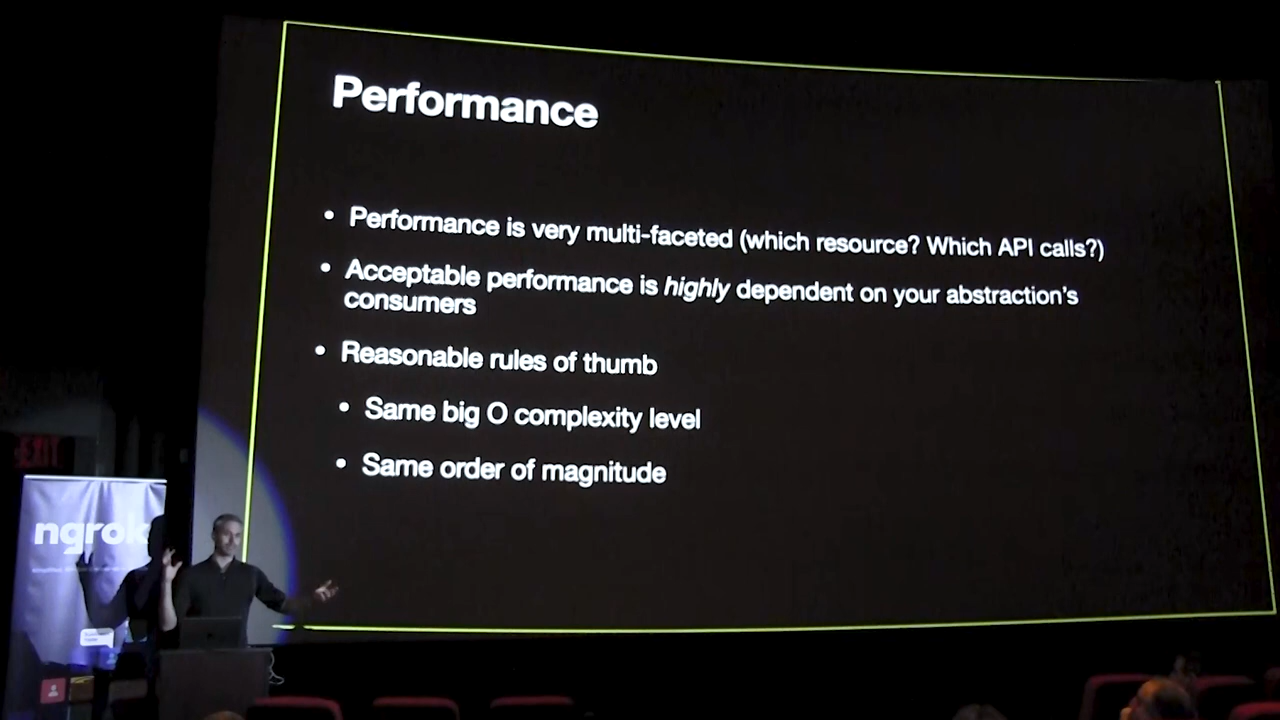 Performance
• Performance is very multi-faceted (which resource? Which API calls?)
• Acceptable performance is highly dependent on your abstraction's
consumers
• Reasonable rules of thumb
• Same big O complexity level
• Same order of magnitude
EXIT
ngrok